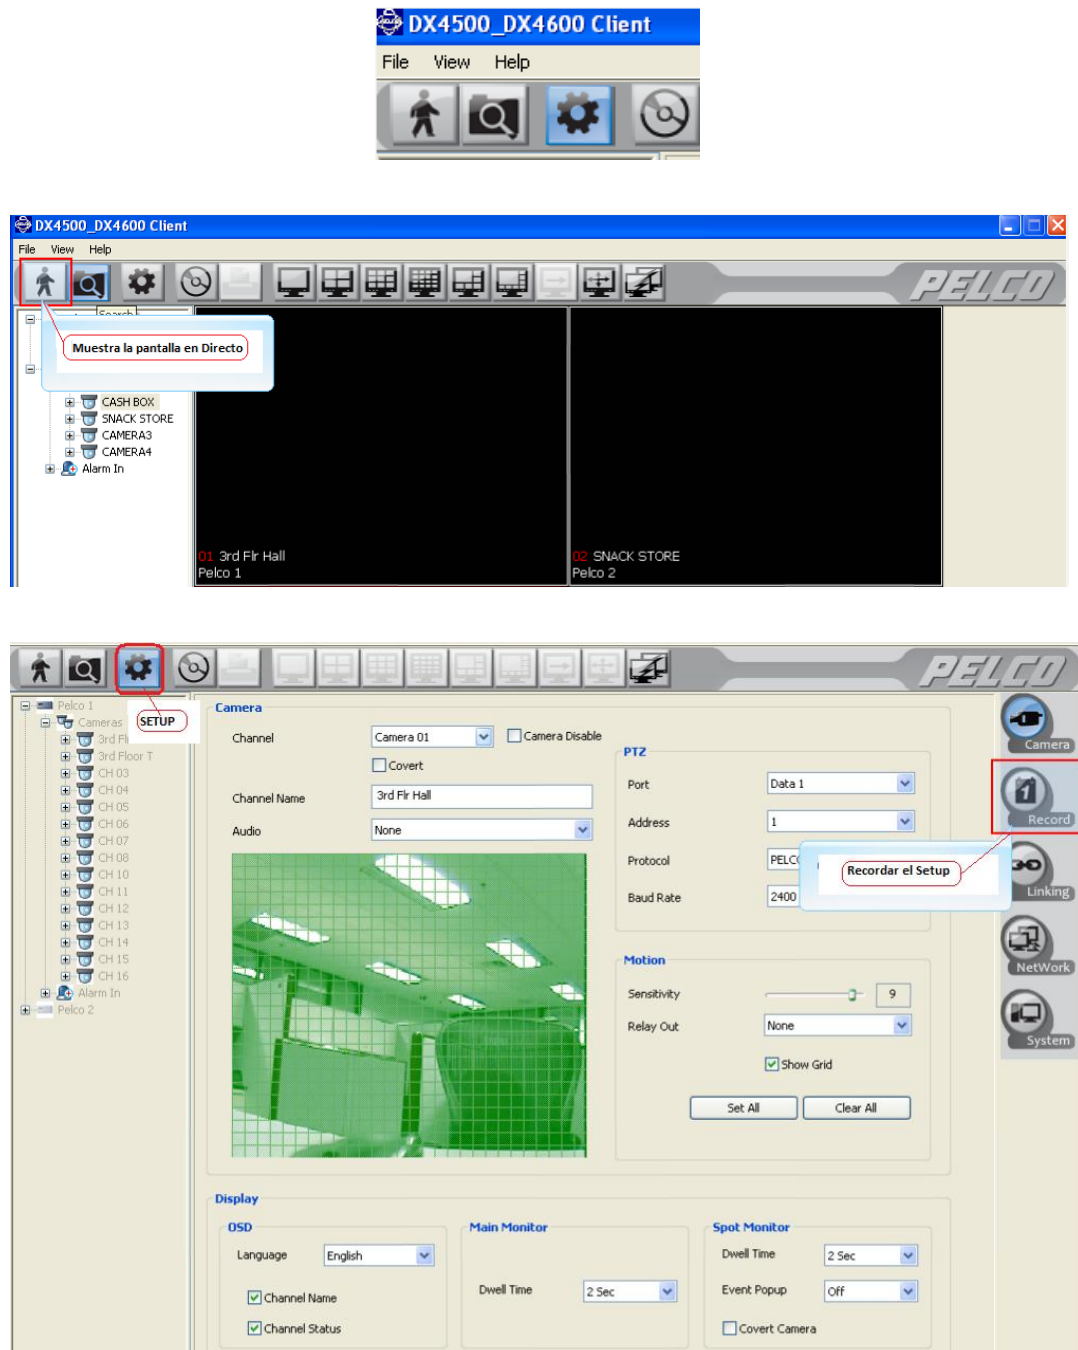 DX4500_DX4600 Client
File View Help
DX4500_DX4600 Client
File View Help
PELCO
Search
Muestra la pantalla en Directo
CASH BOX
SNACK STORE
CAMERA3
CAMERA4
Alarm In
01 3rd Flr Hall
Pelco 1
02 SNACK STORE
Pelco 2
PELCO
SETUP
Pelco 1
Cameras
3rd Fl
3rd Floor T
CH 03
CH 04
CH 05
CH 06
CH 07
CH 08
CH 10
CH 11
CH 12
CH 13
CH 14
CH 15
CH 16
Alarm In
Pelco 2
Camera
Channel Camera 01 Camera Disable
Covert
Channel Name 3rd Flr Hall
Audio None
PTZ
Port Data 1
Address 1
Protocol PELC
Baud Rate 2400
Recordar el Setup
Motion
Sensitivity 9
Relay Out None
Show Grid
Set All Clear All
Camera
Record
Linking
NetWork
System
Display
OSD
Language English
Channel Name
Channel Status
Main Monitor
Dwell Time 2 Sec
Spot Monitor
Dwell Time 2 Sec
Event Popup Off
Covert Camera